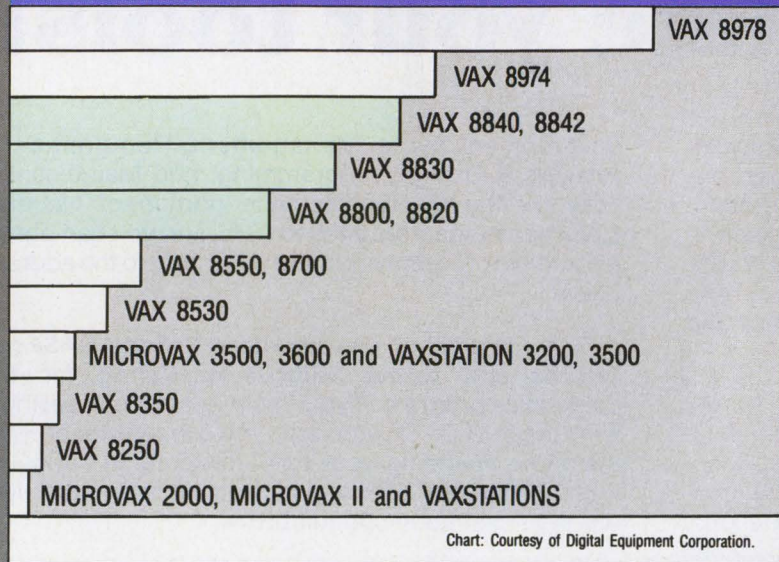 VAX 8978
VAX 8974
VAX 8840, 8842
VAX 8830
VAX 8800, 8820
VAX 8550, 8700
VAX 8530
MICROVAX 3500, 3600 and VAXSTATION 3200, 3500
VAX 8350
VAX 8250
MICROVAX 2000, MICROVAX II and VAXSTATIONS
Chart: Courtesy of Digital Equipment Corporation.